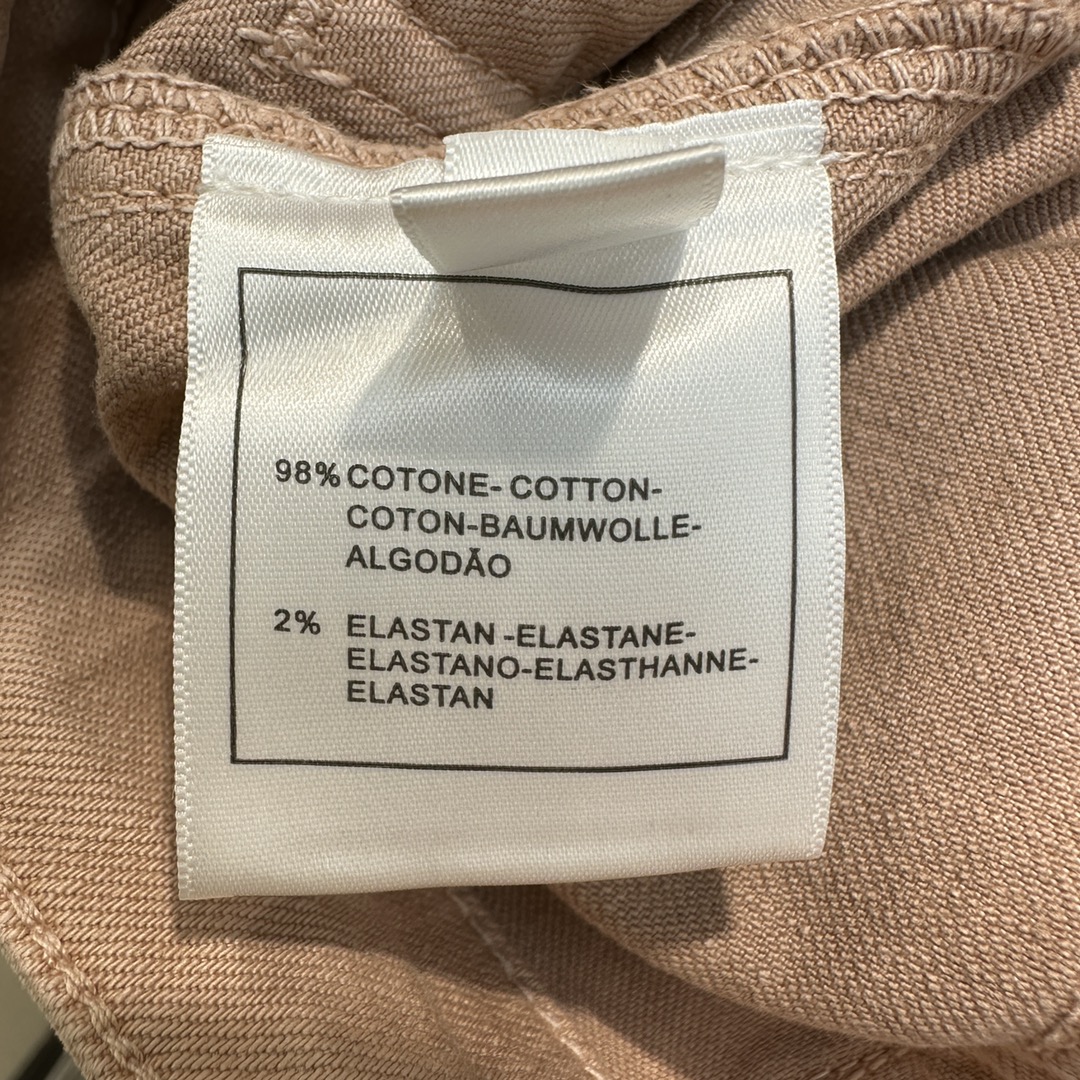 98% COTONE- COTTON-
COTON-BAUMWOLLE-
ALGODÃO
2% ELASTAN -ELASTANE-
ELASTANO-ELASTHANNE-
ELASTAN